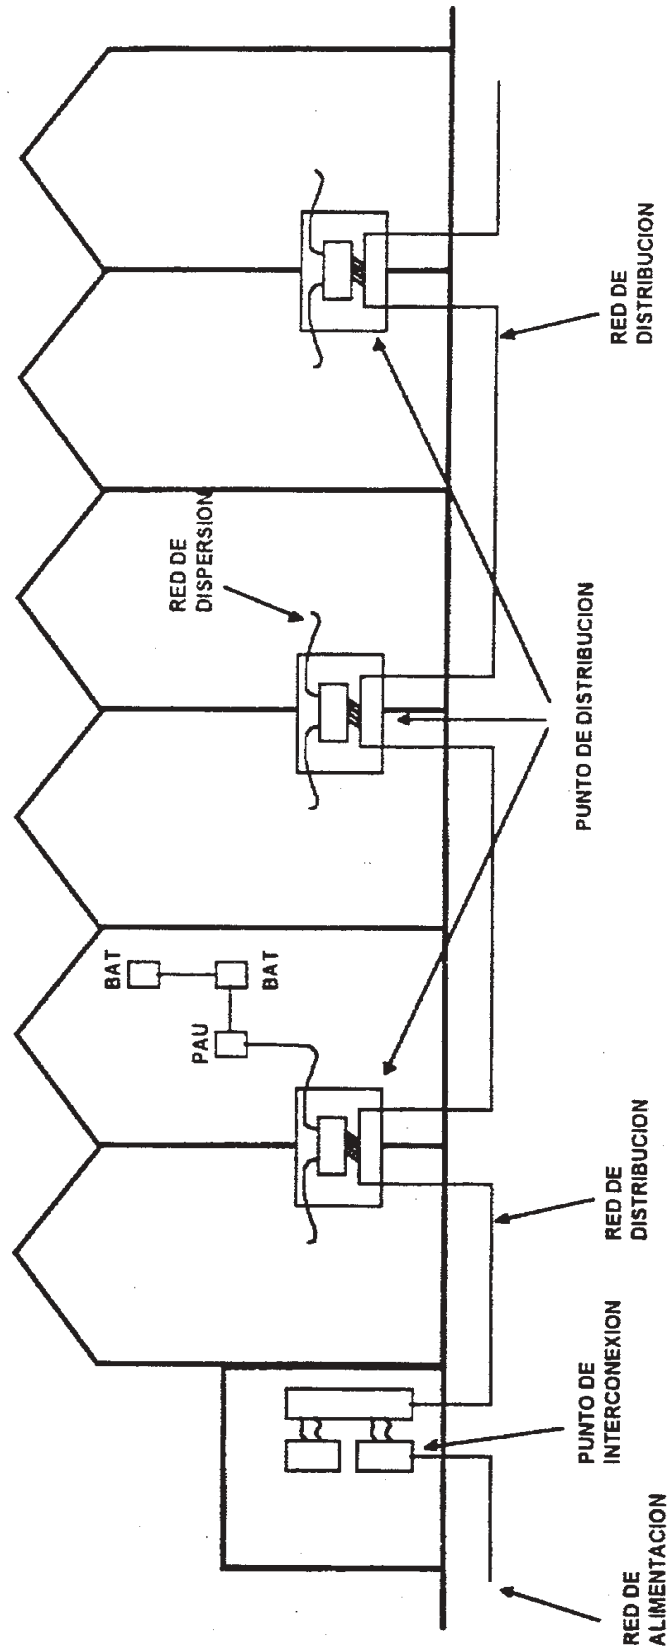 BAT
BAT
PAU
RED DE
DISPERSION
RED DE
ALIMENTACION
PUNTO DE
INTERCONEXION
RED DE
DISTRIBUCION
PUNTO DE DISTRIBUCION
RED DE
DISTRIBUCION